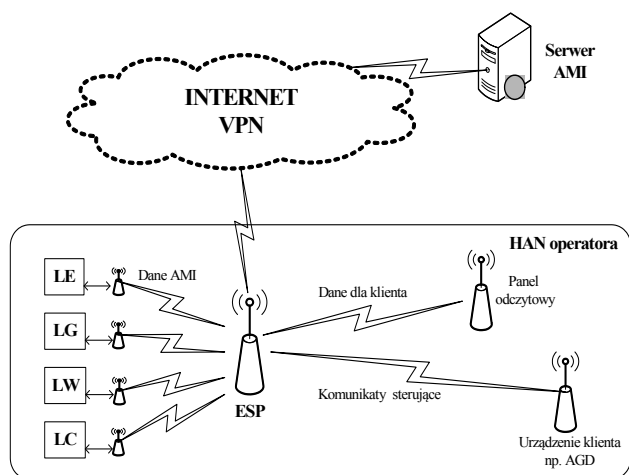 Serwer
AMI
INTERNET
VPN
HAN operatora
LE
Dane AMI
Dane dla klienta
Panel
odczytowy
LG
LW
ESP
Komunikaty sterujące
LC
Urządzenie klienta
np. AGD